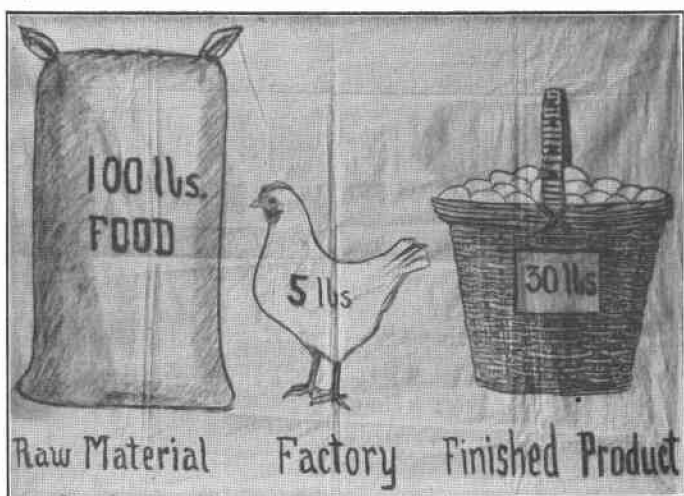 100 lbs.
FOOD
5 lbs
30 lbs
Raw Material
Factory
Finished Product